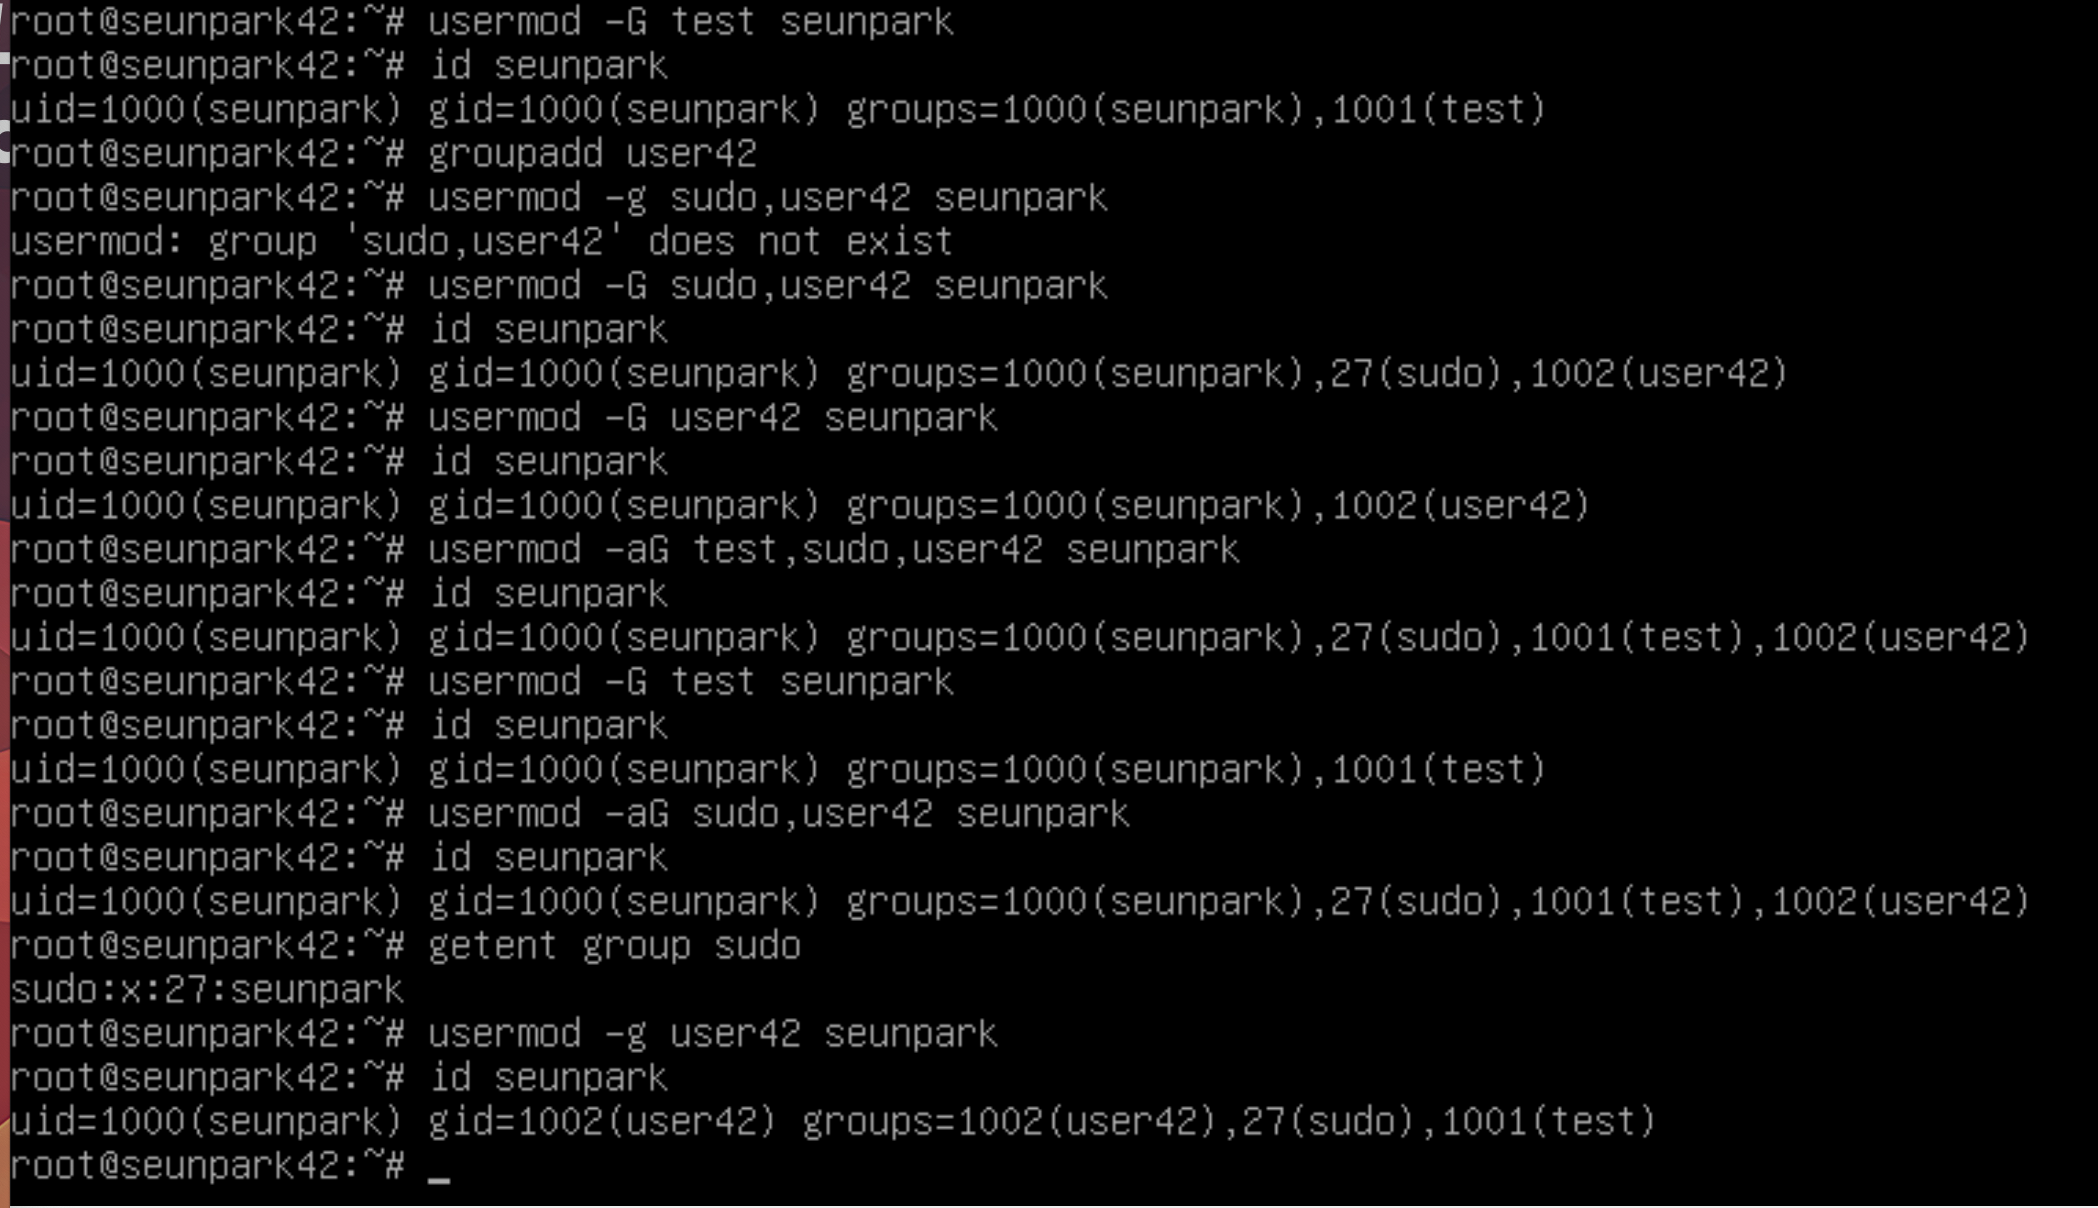 root@seunpark42:~# usermod -G test seunpark
root@seunpark42:~# id seunpark
uid=1000(seunpark) gid=1000(seunpark) groups=1000(seunpark),1001(test)
root@seunpark42:~# groupadd user42
root@seunpark42:~# usermod -g sudo,user42 seunpark
usermod: group 'sudo,user42' does not exist
root@seunpark42:~# usermod -G sudo,user42 seunpark
root@seunpark42:~# id seunpark
uid=1000(seunpark) gid=1000(seunpark) groups=1000(seunpark),27(sudo),1002(user42)
root@seunpark42:~# usermod -G user42 seunpark
root@seunpark42:~# id seunpark
uid=1000(seunpark) gid=1000(seunpark) groups=1000(seunpark),1002(user42)
root@seunpark42:~# usermod -aG test,sudo,user42 seunpark
root@seunpark42:~# id seunpark
uid=1000(seunpark) gid=1000(seunpark) groups=1000(seunpark),27(sudo),1001(test),1002(user42)
root@seunpark42:~# usermod -G test seunpark
root@seunpark42:~# id seunpark
uid=1000(seunpark) gid=1000(seunpark) groups=1000(seunpark),1001(test)
root@seunpark42:~# usermod -aG sudo,user42 seunpark
root@seunpark42:~# id seunpark
uid=1000(seunpark) gid=1000(seunpark) groups=1000(seunpark),27(sudo),1001(test),1002(user42)
root@seunpark42:~# getent group sudo
sudo:x:27:seunpark
root@seunpark42:~# usermod -g user42 seunpark
root@seunpark42:~# id seunpark
uid=1000(seunpark) gid=1002(user42) groups=1002(user42),27(sudo),1001(test)
root@seunpark42:~# _